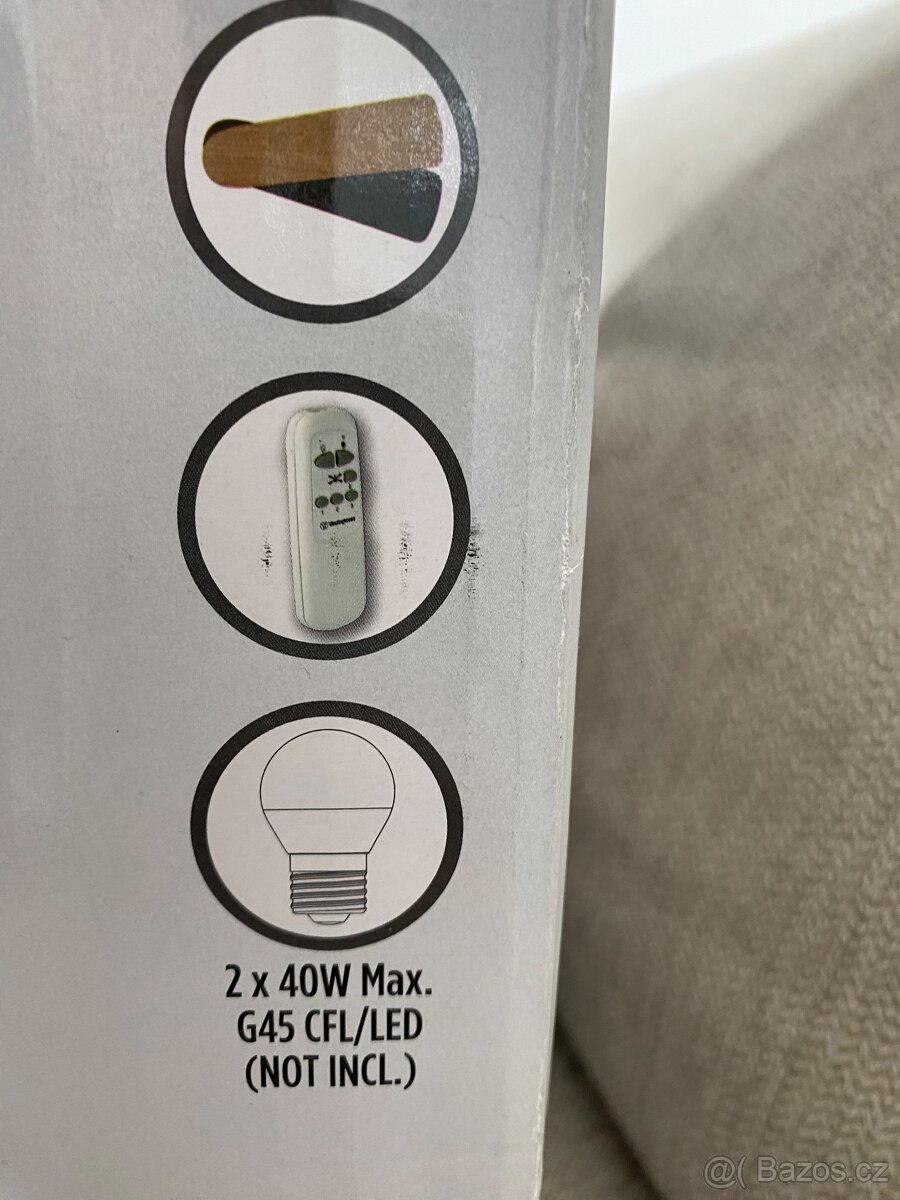 2 x 40W Max.
G45 CFL/LED
(NOT INCL.)
@( Bazos.cz